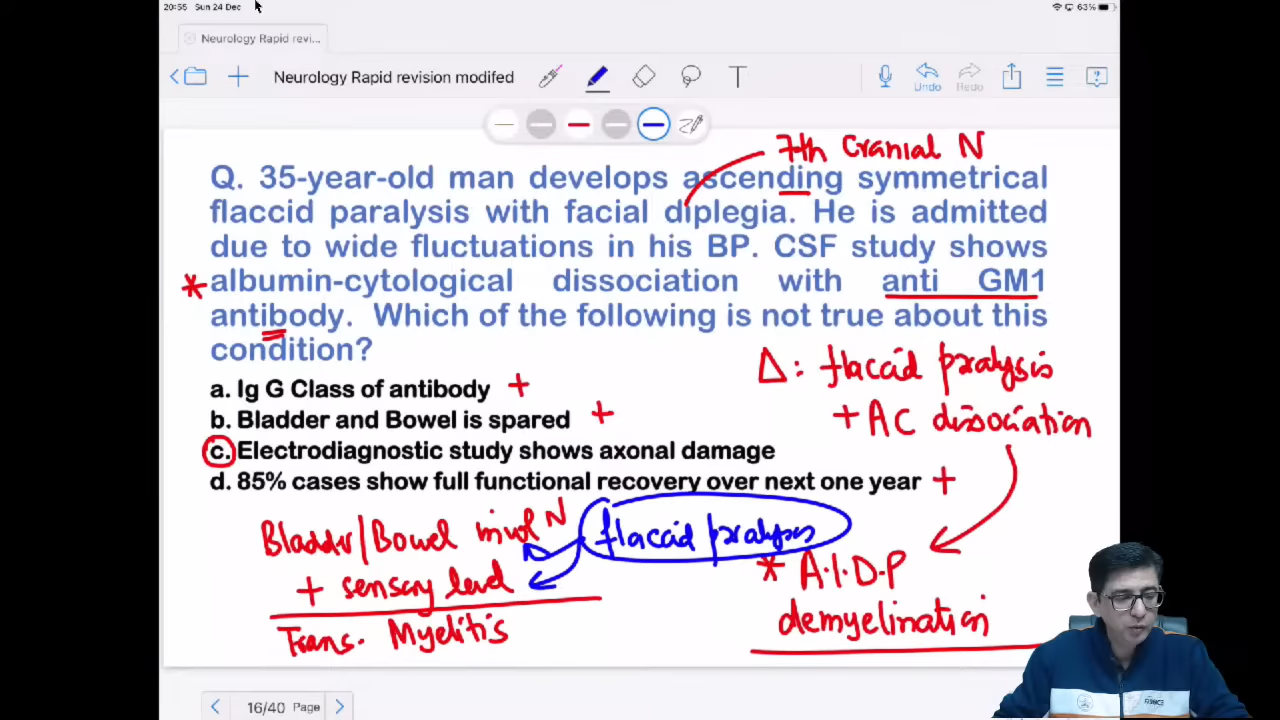 20:55 Sun 24 Dec
63%
Neurology Rapid revi...
Neurology Rapid revision modifed
T
Undo
Redo
7th Cranial N
Q. 35-year-old man develops ascending symmetrical
flaccid paralysis with facial diplegia. He is admitted
due to wide fluctuations in his BP. CSF study shows
*albumin-cytological dissociation with anti GM1
antibody. Which of the following is not true about this
condition?
Δ: flaccid paralysis
+ AC dissociation
a. Ig G Class of antibody +
b. Bladder and Bowel is spared +
c. Electrodiagnostic study shows axonal damage
d. 85% cases show full functional recovery over next one year +
Bladder/Bowel involN
+ sensory level
Trans. Myelitis
flaccid paralysis
* A.I.D.P
demyelination
16/40 Page